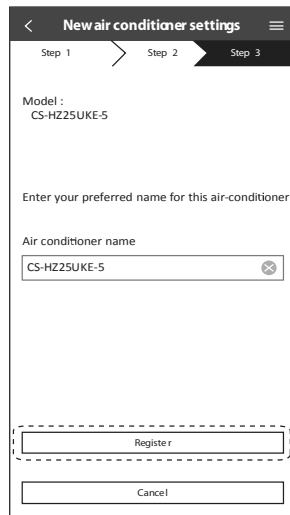 New air conditioner settings
Step 1 Step 2 Step 3
Model :
CS-HZ25UKE-5
Enter your preferred name for this air-conditioner
Air conditioner name
CS-HZ25UKE-5
Register
Cancel